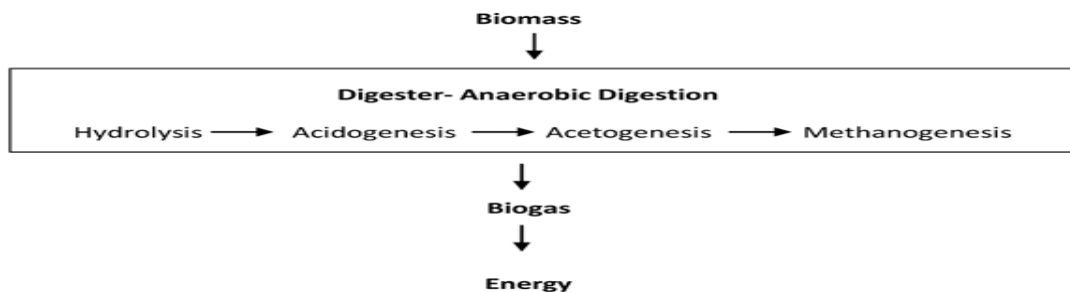 Biomass
Digester- Anaerobic Digestion
Hydrolysis Acidogenesis Acetogenesis Methanogenesis
Biogas
Energy